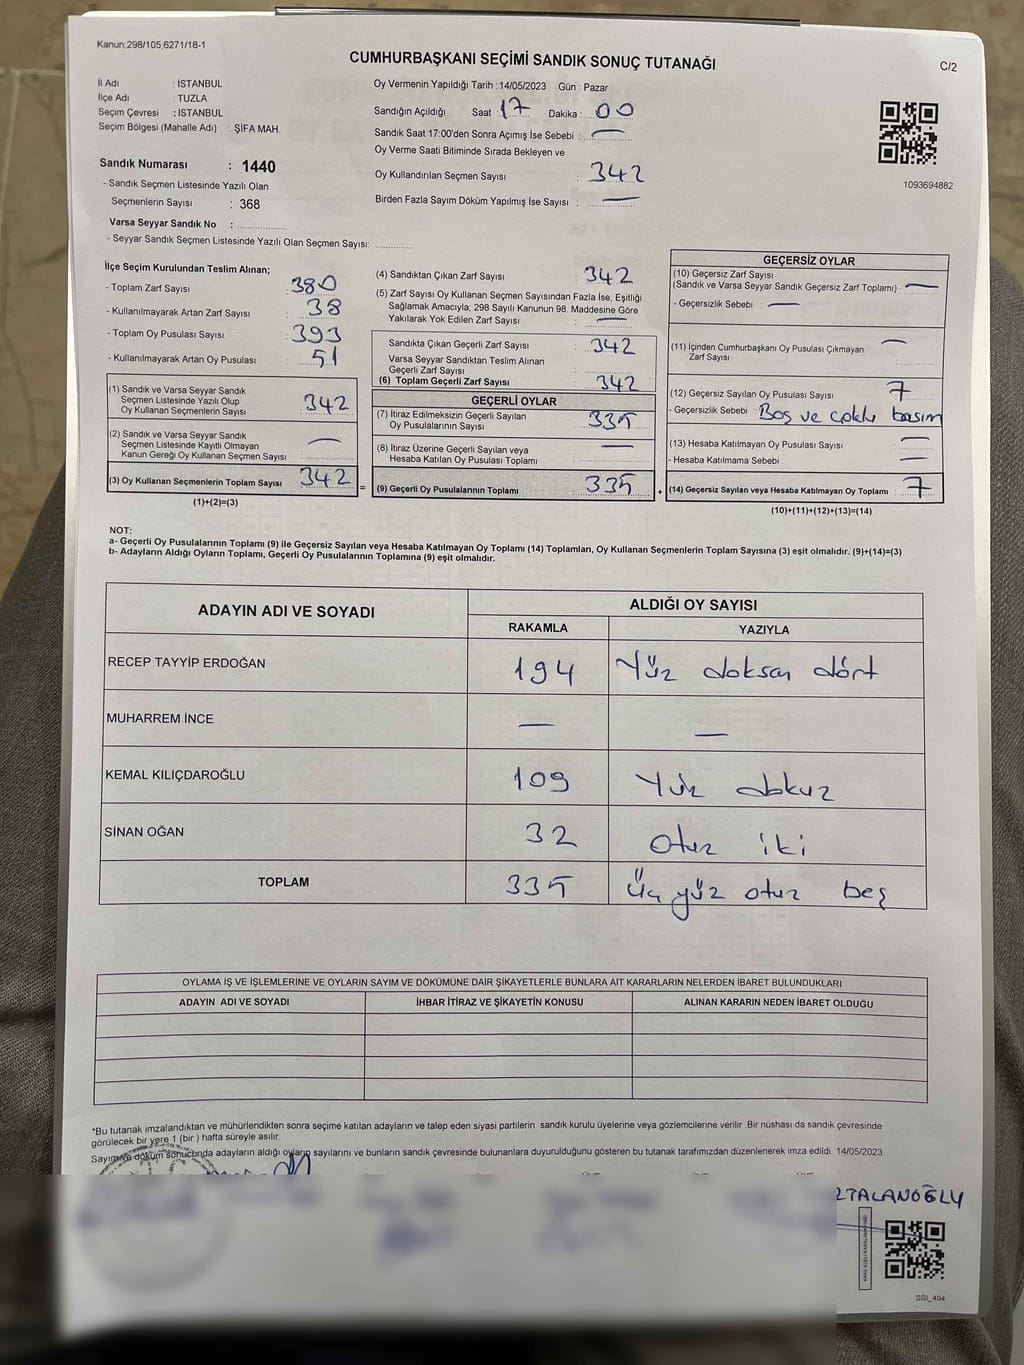 Kanun;298/105,6271/18-1
CUMHURBAŞKANI SEÇİMİ SANDIK SONUÇ TUTANAĞI
C/2
İl Adı : İSTANBUL
İlçe Adı : TUZLA
Seçim Çevresi : İSTANBUL
Seçim Bölgesi (Mahalle Adı) : ŞİFA MAH.
Sandık Numarası : 1440
- Sandık Seçmen Listesinde Yazılı Olan
Seçmenlerin Sayısı : 368
Varsa Seyyar Sandık No :
- Seyyar Sandık Seçmen Listesinde Yazılı Olan Seçmen Sayısı:
Oy Vermenin Yapıldığı Tarih : 14/05/2023 Gün : Pazar
Sandığın Açıldığı Saat : 17 Dakika : 00
Sandık Saat 17:00'den Sonra Açımış İse Sebebi : —
Oy Verme Saati Bitiminde Sırada Bekleyen ve
Oy Kullandırılan Seçmen Sayısı : 342
Birden Fazla Sayım Döküm Yapılmış İse Sayısı : —
1093694882
İlçe Seçim Kurulundan Teslim Alınan;
- Toplam Zarf Sayısı : 380
- Kullanılmayarak Artan Zarf Sayısı : 38
- Toplam Oy Pusulası Sayısı : 393
- Kullanılmayarak Artan Oy Pusulası : 51
(1) Sandık ve Varsa Seyyar Sandık
Seçmen Listesinde Yazılı Olup
Oy Kullanan Seçmenlerin Sayısı : 342
(2) Sandık ve Varsa Seyyar Sandık
Seçmen Listesinde Kayıtlı Olmayan
Kanun Gereği Oy Kullanan Seçmen Sayısı : —
(3) Oy Kullanan Seçmenlerin Toplam Sayısı : 342 =
(1)+(2)=(3)
(4) Sandıktan Çıkan Zarf Sayısı : 342
(5) Zarf Sayısı Oy Kullanan Seçmen Sayısından Fazla İse, Eşitliği
Sağlamak Amacıyla, 298 Sayılı Kanunun 98. Maddesine Göre
Yakılarak Yok Edilen Zarf Sayısı : —
Sandıkta Çıkan Geçerli Zarf Sayısı : 342
Varsa Seyyar Sandıktan Teslim Alınan
Geçerli Zarf Sayısı :
(6) Toplam Geçerli Zarf Sayısı : 342
GEÇERLİ OYLAR
(7) İtiraz Edilmeksizin Geçerli Sayılan
Oy Pusulalarının Sayısı : 335
(8) İtiraz Üzerine Geçerli Sayılan veya
Hesaba Katılan Oy Pusulası Toplamı : —
(9) Geçerli Oy Pusulalarının Toplamı : 335 +
GEÇERSİZ OYLAR
(10) Geçersiz Zarf Sayısı
(Sandık ve Varsa Seyyar Sandık Geçersiz Zarf Toplamı) : —
- Geçersizlik Sebebi : —
(11) İçinden Cumhurbaşkanı Oy Pusulası Çıkmayan
Zarf Sayısı : —
(12) Geçersiz Sayılan Oy Pusulası Sayısı : 7
- Geçersizlik Sebebi : Boş ve çoklu basım
(13) Hesaba Katılmayan Oy Pusulası Sayısı : —
- Hesaba Katılmama Sebebi : —
(14) Geçersiz Sayılan veya Hesaba Katılmayan Oy Toplamı : 7
(10)+(11)+(12)+(13)=(14)
NOT:
a- Geçerli Oy Pusulalarının Toplamı (9) ile Geçersiz Sayılan veya Hesaba Katılmayan Oy Toplamı (14) Toplamları, Oy Kullanan Seçmenlerin Toplam Sayısına (3) eşit olmalıdır. (9)+(14)=(3)
b- Adayların Aldığı Oyların Toplamı, Geçerli Oy Pusulalarının Toplamına (9) eşit olmalıdır.
ADAYIN ADI VE SOYADI ALDIĞI OY SAYISI
RAKAMLA YAZIYLA
RECEP TAYYİP ERDOĞAN 194 Yüz doksan dört
MUHARREM İNCE — —
KEMAL KILIÇDAROĞLU 109 Yüz dokuz
SİNAN OĞAN 32 otuz iki
TOPLAM 335 Üç yüz otuz beş
OYLAMA İŞ VE İŞLEMLERİNE VE OYLARIN SAYIM VE DÖKÜMÜNE DAİR ŞİKAYETLERLE BUNLARA AİT KARARLARIN NELERDEN İBARET BULUNDUKLARI
ADAYIN ADI VE SOYADI İHBAR İTİRAZ VE ŞİKAYETİN KONUSU ALINAN KARARIN NEDEN İBARET OLDUĞU
*Bu tutanak imzalandıktan ve mühürlendikten sonra seçime katılan adayların ve talep eden siyasi partilerin sandık kurulu üyelerine veya gözlemcilerine verilir. Bir nüshası da sandık çevresinde
görülecek bir yere 1 (bir ) hafta süreyle asılır.
Sayım ve döküm sonucunda adayların aldığı oyların sayılarını ve bunların sandık çevresinde bulunanlara duyurulduğunu gösteren bu tutanak tarafımızdan düzenlenerek imza edildi. 14/05/2023
ZTALANOĞLU
SSI_404